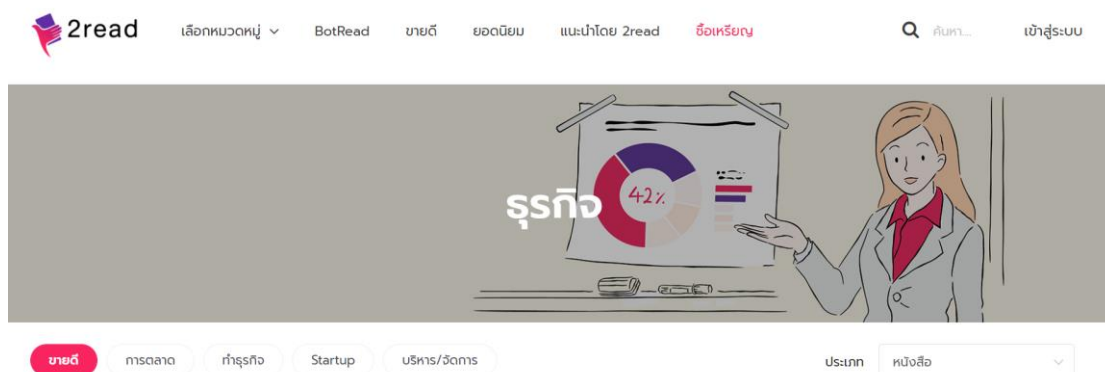 2read เลือกหมวดหมู่ BotRead ขายดี ยอดนิยม แนะนำโดย 2read ซื้อเหรียญ ค้นหา... เข้าสู่ระบบ
ธุรกิจ
42%
ขายดี การตลาด ทำธุรกิจ Startup บริหาร/จัดการ ประเภท หนังสือ